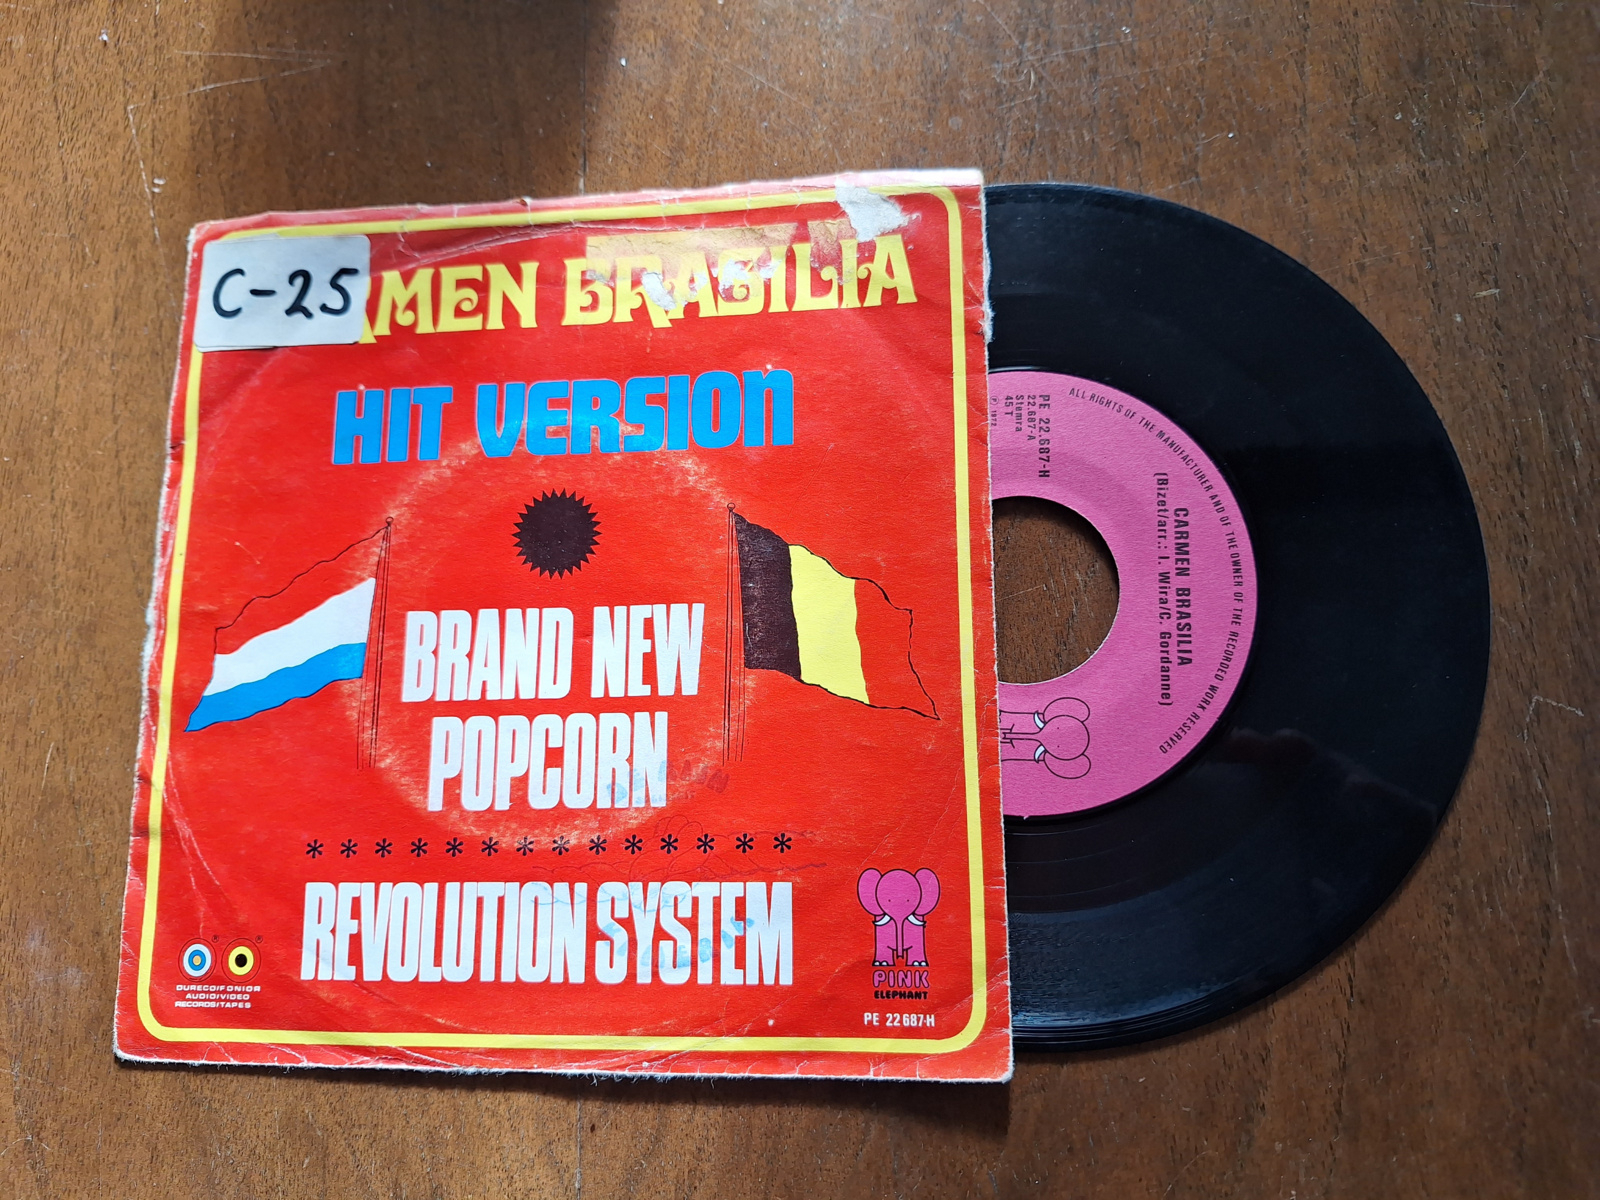 C-25
RMEN BRASILIA
HIT VERSION
BRAND NEW
POPCORN
* * * * * * * * * * * * * *
REVOLUTION SYSTEM
DURECO/FONIOR
AUDIO/VIDEO
RECORDS/TAPES
PINK
ELEPHANT
PE 22 687-H
ALL RIGHTS OF THE MANUFACTURER AND OF THE OWNER OF THE RECORDED WORK RESERVED
PE 22.687-H
22.687-A
Stemra
45 T
℗ 1972
CARMEN BRASILIA
(Bizet/arr.: I. Wira/C. Gordanne)